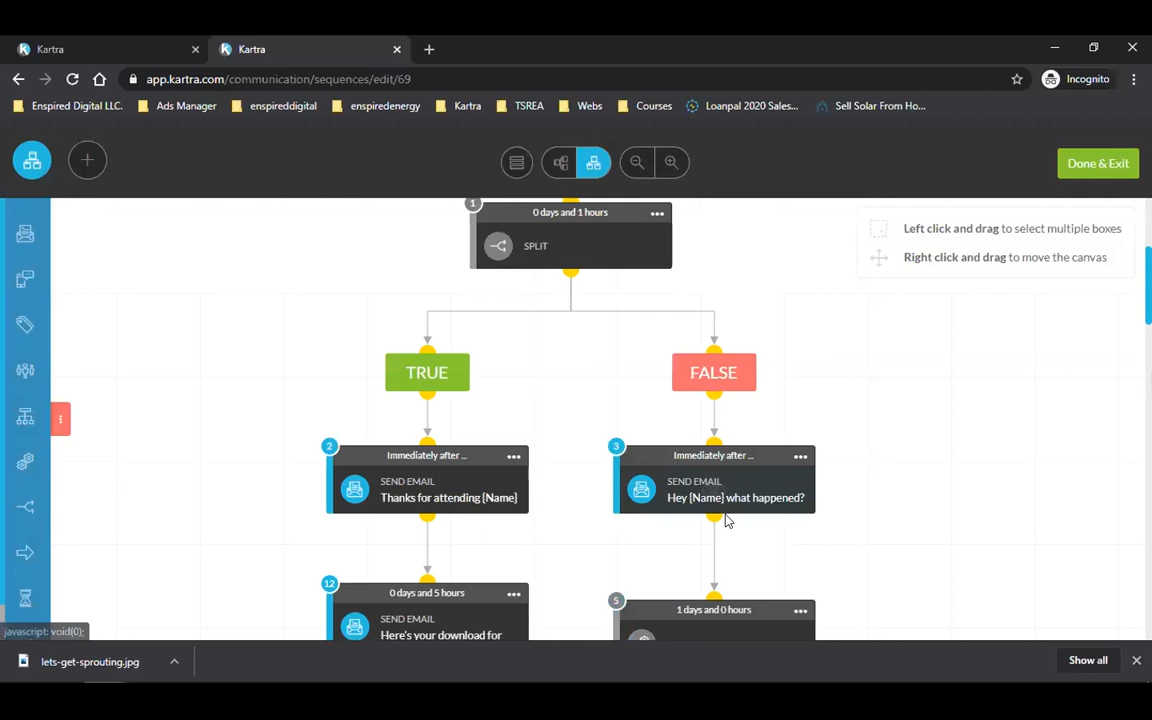 Kartra
Kartra
app.kartra.com/communication/sequences/edit/69
Incognito
Enspired Digital LLC.
Ads Manager
enspireddigital
enspiredenergy
Kartra
TSREA
Webs
Courses
Loanpal 2020 Sales...
Sell Solar From Ho...
Done & Exit
1
0 days and 1 hours
SPLIT
Left click and drag to select multiple boxes
Right click and drag to move the canvas
TRUE
FALSE
2
Immediately after ...
SEND EMAIL
Thanks for attending {Name}
3
Immediately after ...
SEND EMAIL
Hey {Name} what happened?
12
0 days and 5 hours
SEND EMAIL
Here's your download for
5
1 days and 0 hours
javascript: void(0);
lets-get-sprouting.jpg
Show all